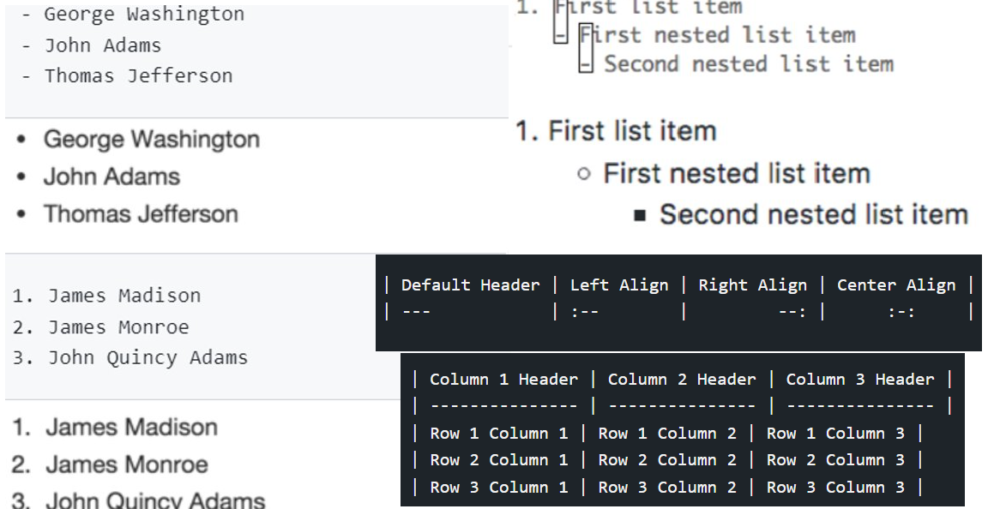 - George Washington
- John Adams
- Thomas Jefferson
• George Washington
• John Adams
• Thomas Jefferson
1. James Madison
2. James Monroe
3. John Quincy Adams
1. James Madison
2. James Monroe
3. John Quincy Adams
1. First list item
- First nested list item
- Second nested list item
1. First list item
○ First nested list item
■ Second nested list item
| Default Header | Left Align | Right Align | Center Align |
| --- | :-- | --: | :-: |
| Column 1 Header | Column 2 Header | Column 3 Header |
| --------------- | --------------- | --------------- |
| Row 1 Column 1 | Row 1 Column 2 | Row 1 Column 3 |
| Row 2 Column 1 | Row 2 Column 2 | Row 2 Column 3 |
| Row 3 Column 1 | Row 3 Column 2 | Row 3 Column 3 |